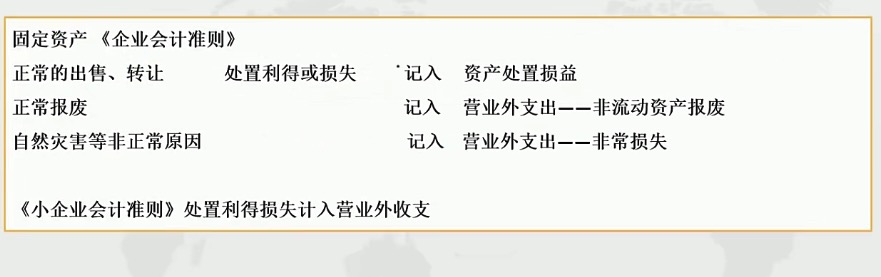 固定资产 《企业会计准则》
正常的出售、转让 处置利得或损失 记入 资产处置损益
正常报废 记入 营业外支出——非流动资产报废
自然灾害等非正常原因 记入 营业外支出——非常损失
《小企业会计准则》处置利得损失计入营业外收支